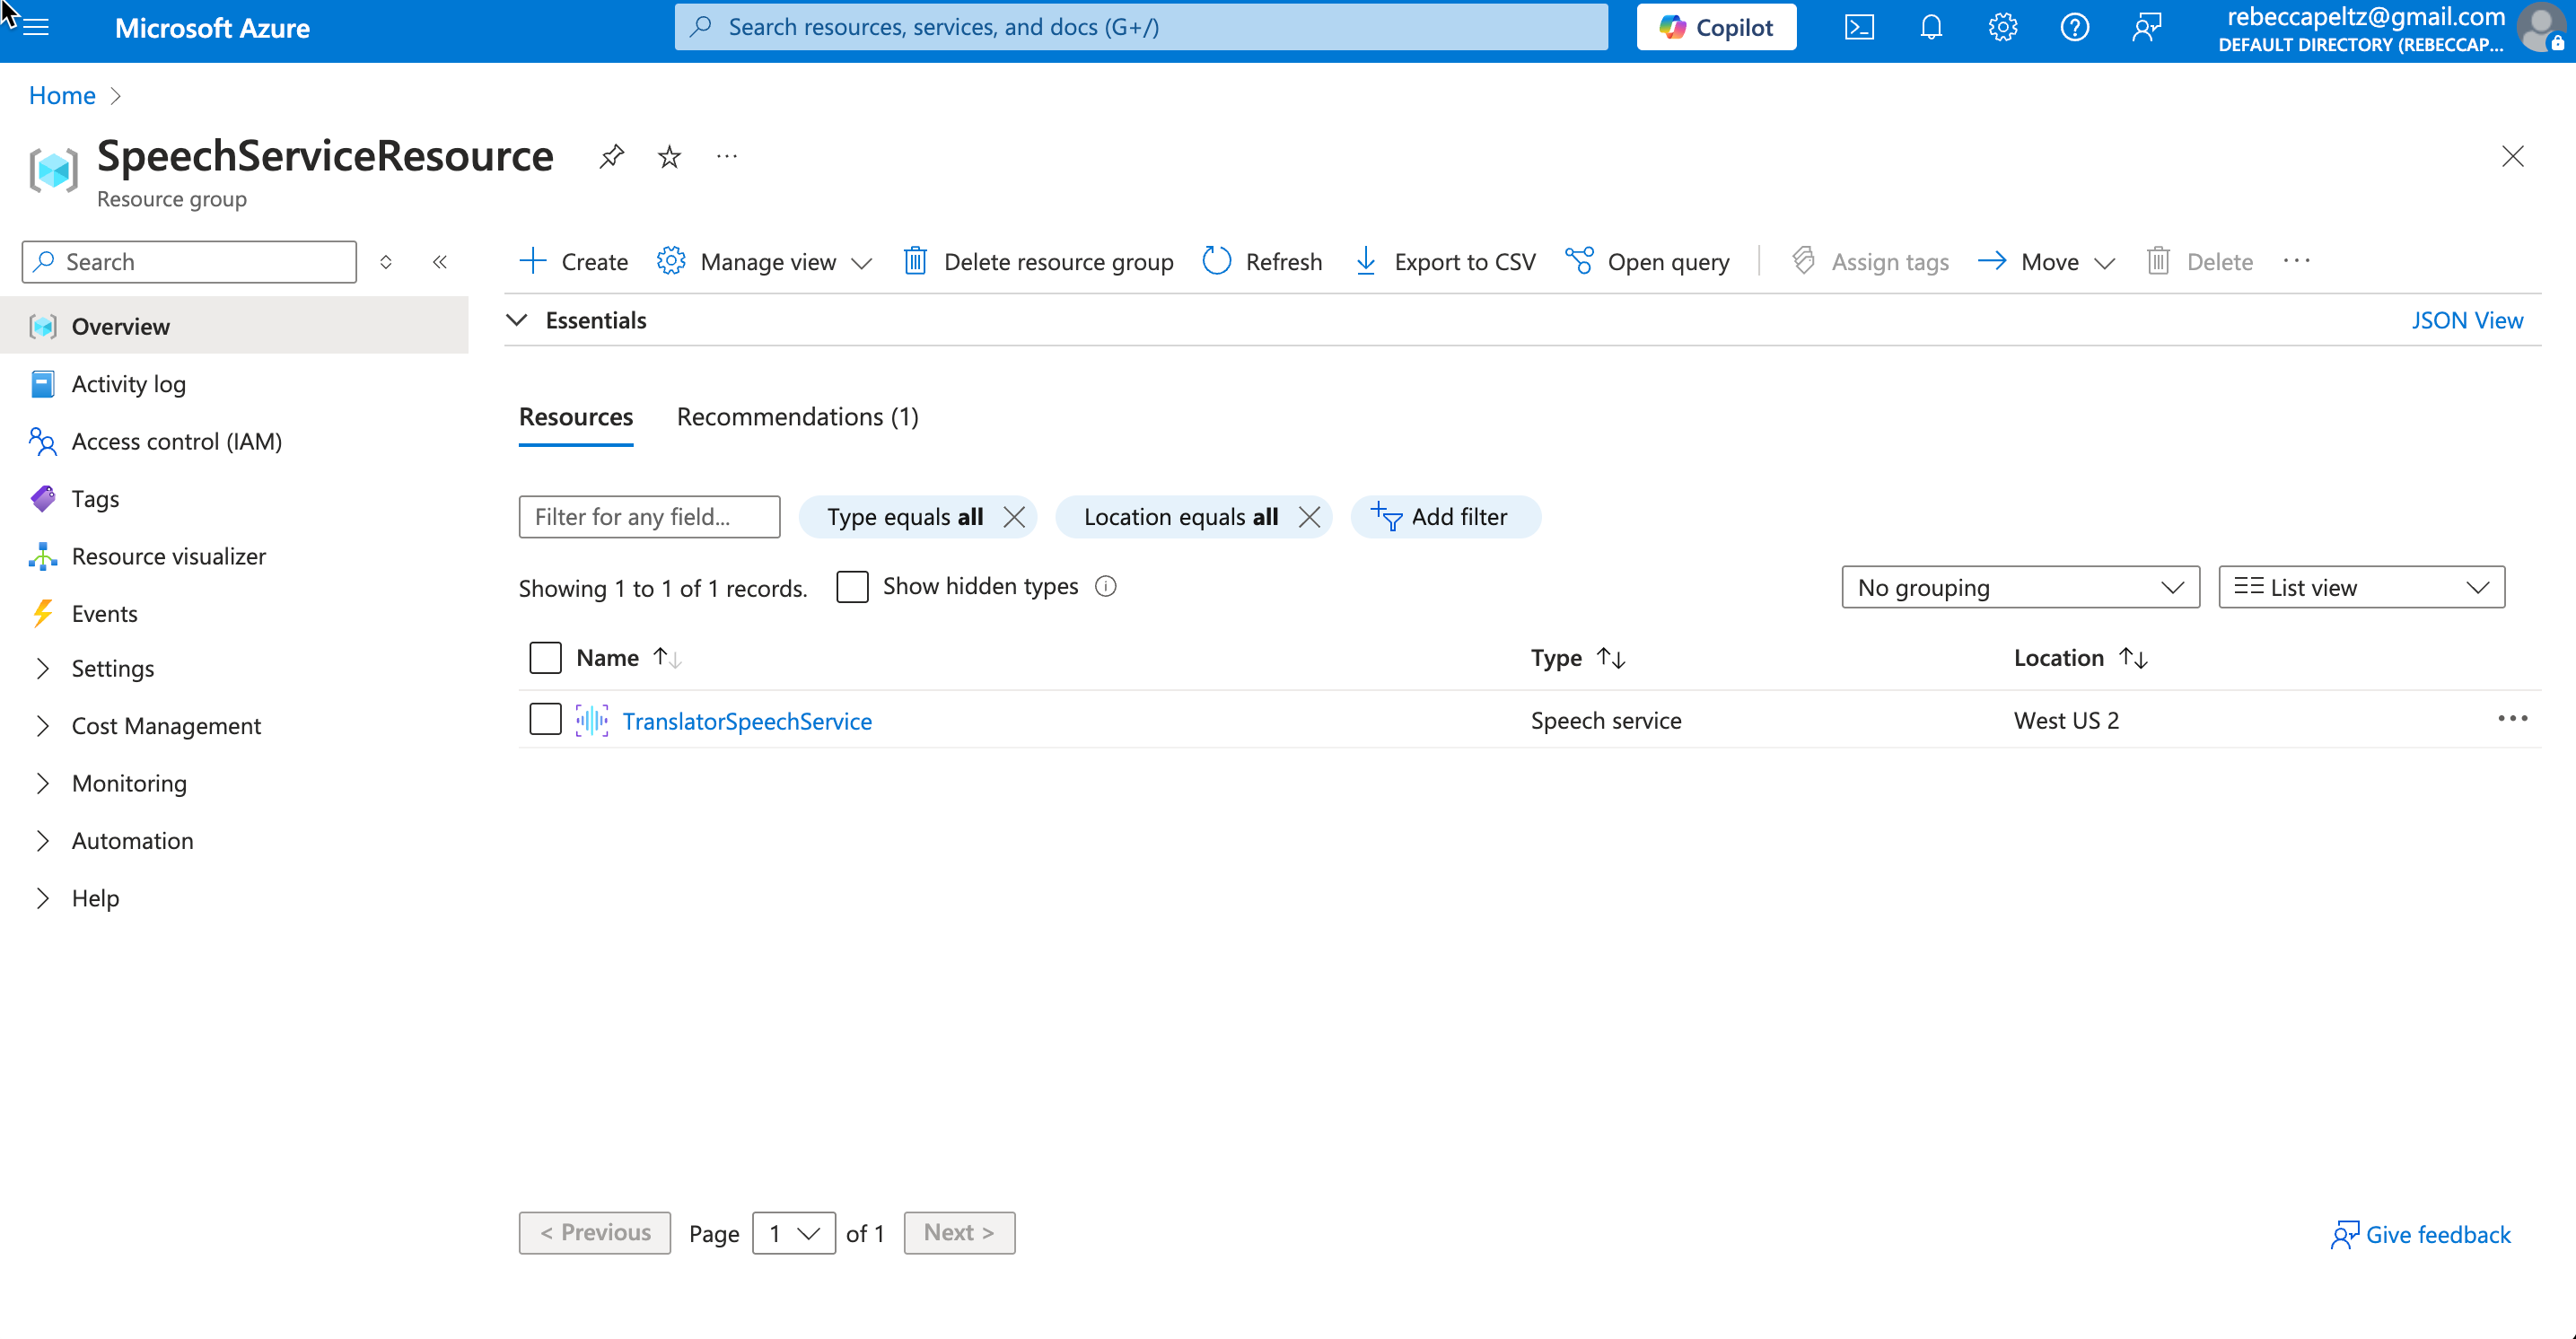 Microsoft Azure
Search resources, services, and docs (G+/)
Copilot
rebeccapeltz@gmail.com
DEFAULT DIRECTORY (REBECCAP...
Home
SpeechServiceResource
Resource group
Search
Create
Manage view
Delete resource group
Refresh
Export to CSV
Open query
Assign tags
Move
Delete
Overview
Activity log
Access control (IAM)
Tags
Resource visualizer
Events
Settings
Cost Management
Monitoring
Automation
Help
Essentials
JSON View
Resources
Recommendations (1)
Filter for any field...
Type equals all
Location equals all
Add filter
Showing 1 to 1 of 1 records.
Show hidden types
No grouping
List view
Name
Type
Location
TranslatorSpeechService
Speech service
West US 2
< Previous
Page
1
of 1
Next >
Give feedback